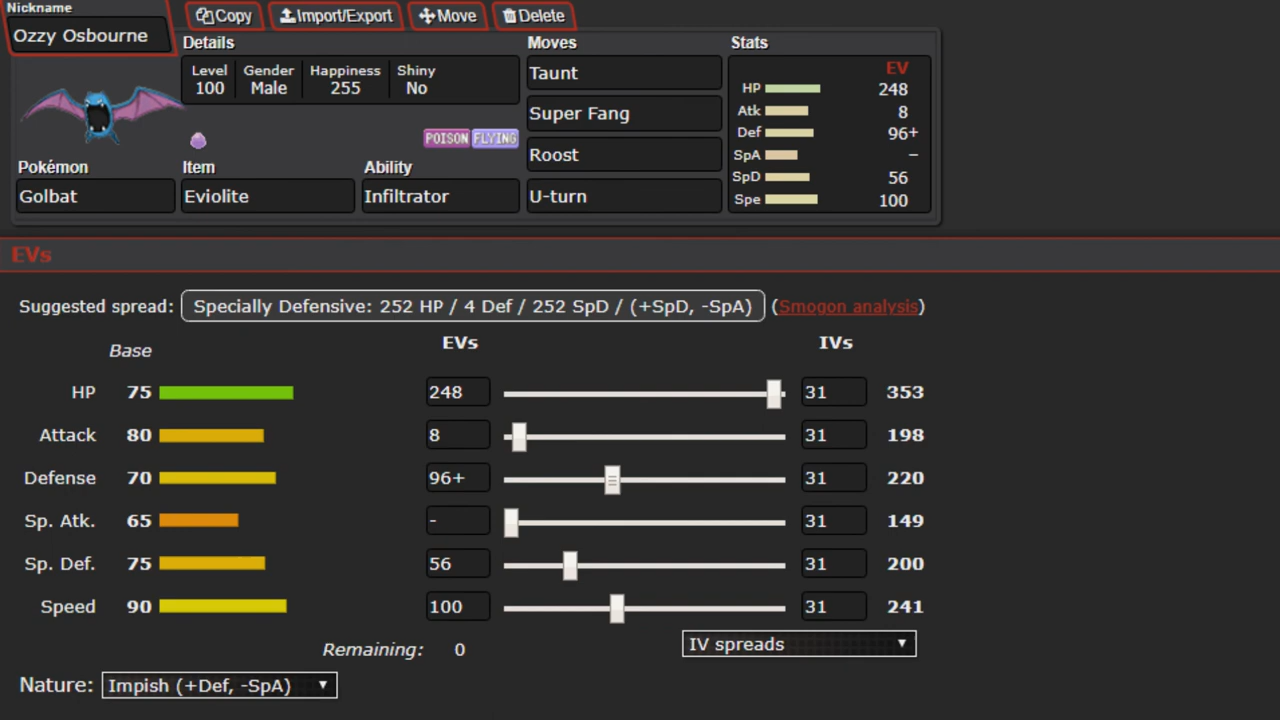 Nickname
Copy Import/Export Move Delete
Ozzy Osbourne
Details
Moves
Stats
Level Gender Happiness Shiny
100 Male 255 No
POISON FLYING
Pokémon
Golbat
Item
Eviolite
Ability
Infiltrator
Taunt
Super Fang
Roost
U-turn
EV
HP 248
Atk 8
Def 96+
SpA –
SpD 56
Spe 100
EVs
Suggested spread: Specially Defensive: 252 HP / 4 Def / 252 SpD / (+SpD, -SpA) (Smogon analysis)
Base EVs IVs
HP 75 248 31 353
Attack 80 8 31 198
Defense 70 96+ 31 220
Sp. Atk. 65 - 31 149
Sp. Def. 75 56 31 200
Speed 90 100 31 241
Remaining: 0 IV spreads
Nature: Impish (+Def, -SpA)